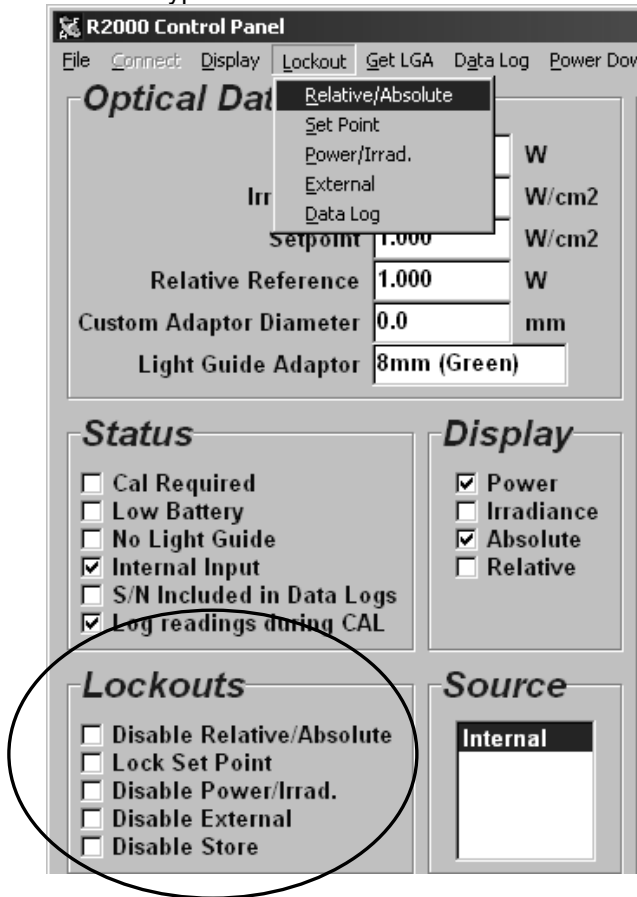 R2000 Control Panel
File Connect Display Lockout Get LGA Data Log Power Dow
Optical Dat
Relative/Absolute
Set Point
Power/Irrad.
External
Data Log
W
Irr W/cm2
Setpoint 1.000 W/cm2
Relative Reference 1.000 W
Custom Adaptor Diameter 0.0 mm
Light Guide Adaptor 8mm (Green)
Status
Cal Required
Low Battery
No Light Guide
Internal Input
S/N Included in Data Logs
Log readings during CAL
Display
Power
Irradiance
Absolute
Relative
Lockouts
Disable Relative/Absolute
Lock Set Point
Disable Power/Irrad.
Disable External
Disable Store
Source
Internal